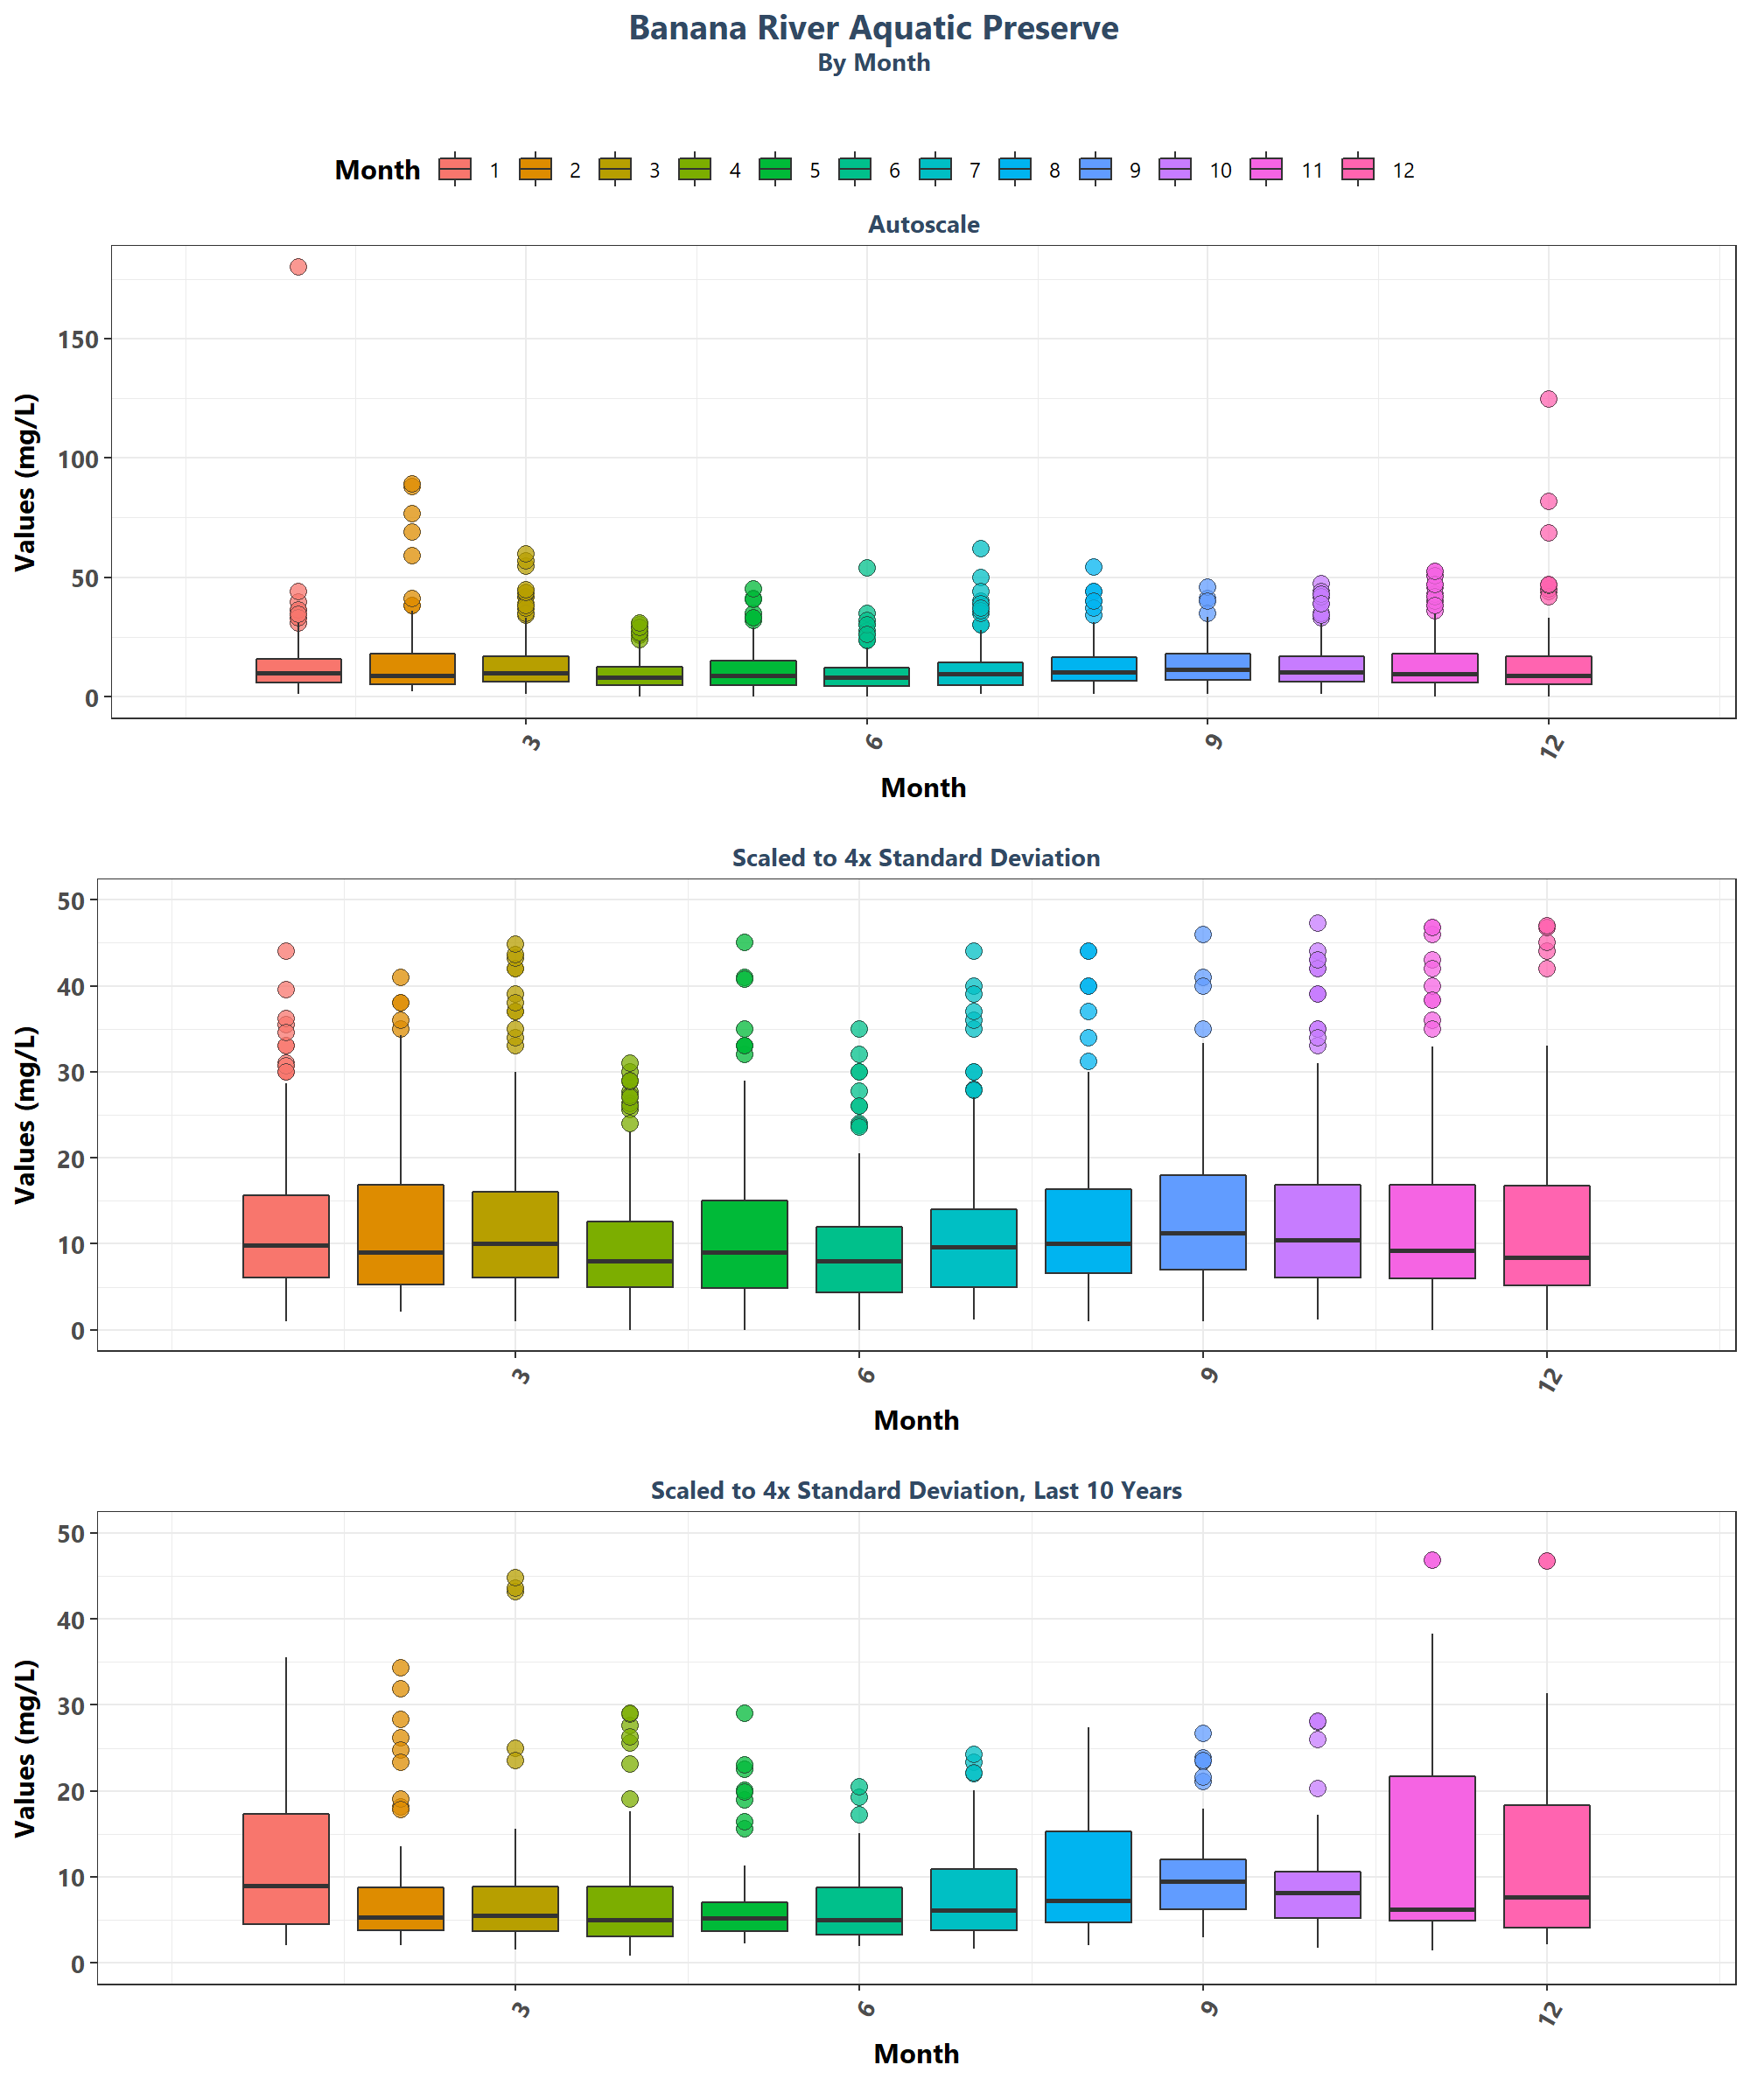 Banana River Aquatic Preserve
By Month
Month 1 2 3 4 5 6 7 8 9 10 11 12
Autoscale
Values (mg/L)
150
100
50
0
3 6 9 12
Month
Scaled to 4x Standard Deviation
Values (mg/L)
50
40
30
20
10
0
3 6 9 12
Month
Scaled to 4x Standard Deviation, Last 10 Years
Values (mg/L)
50
40
30
20
10
0
3 6 9 12
Month